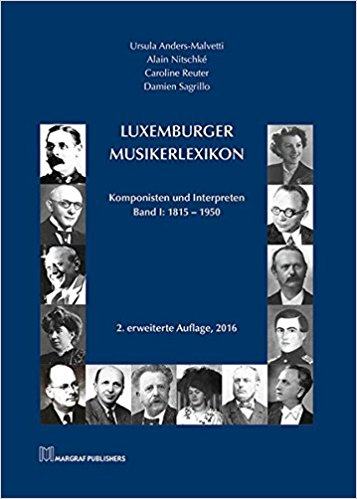 Ursula Anders-Malvetti
Alain Nitschké
Caroline Reuter
Damien Sagrillo
LUXEMBURGER
MUSIKERLEXIKON
Komponisten und Interpreten
Band I: 1815 – 1950
2. erweiterte Auflage, 2016
MARGRAF PUBLISHERS